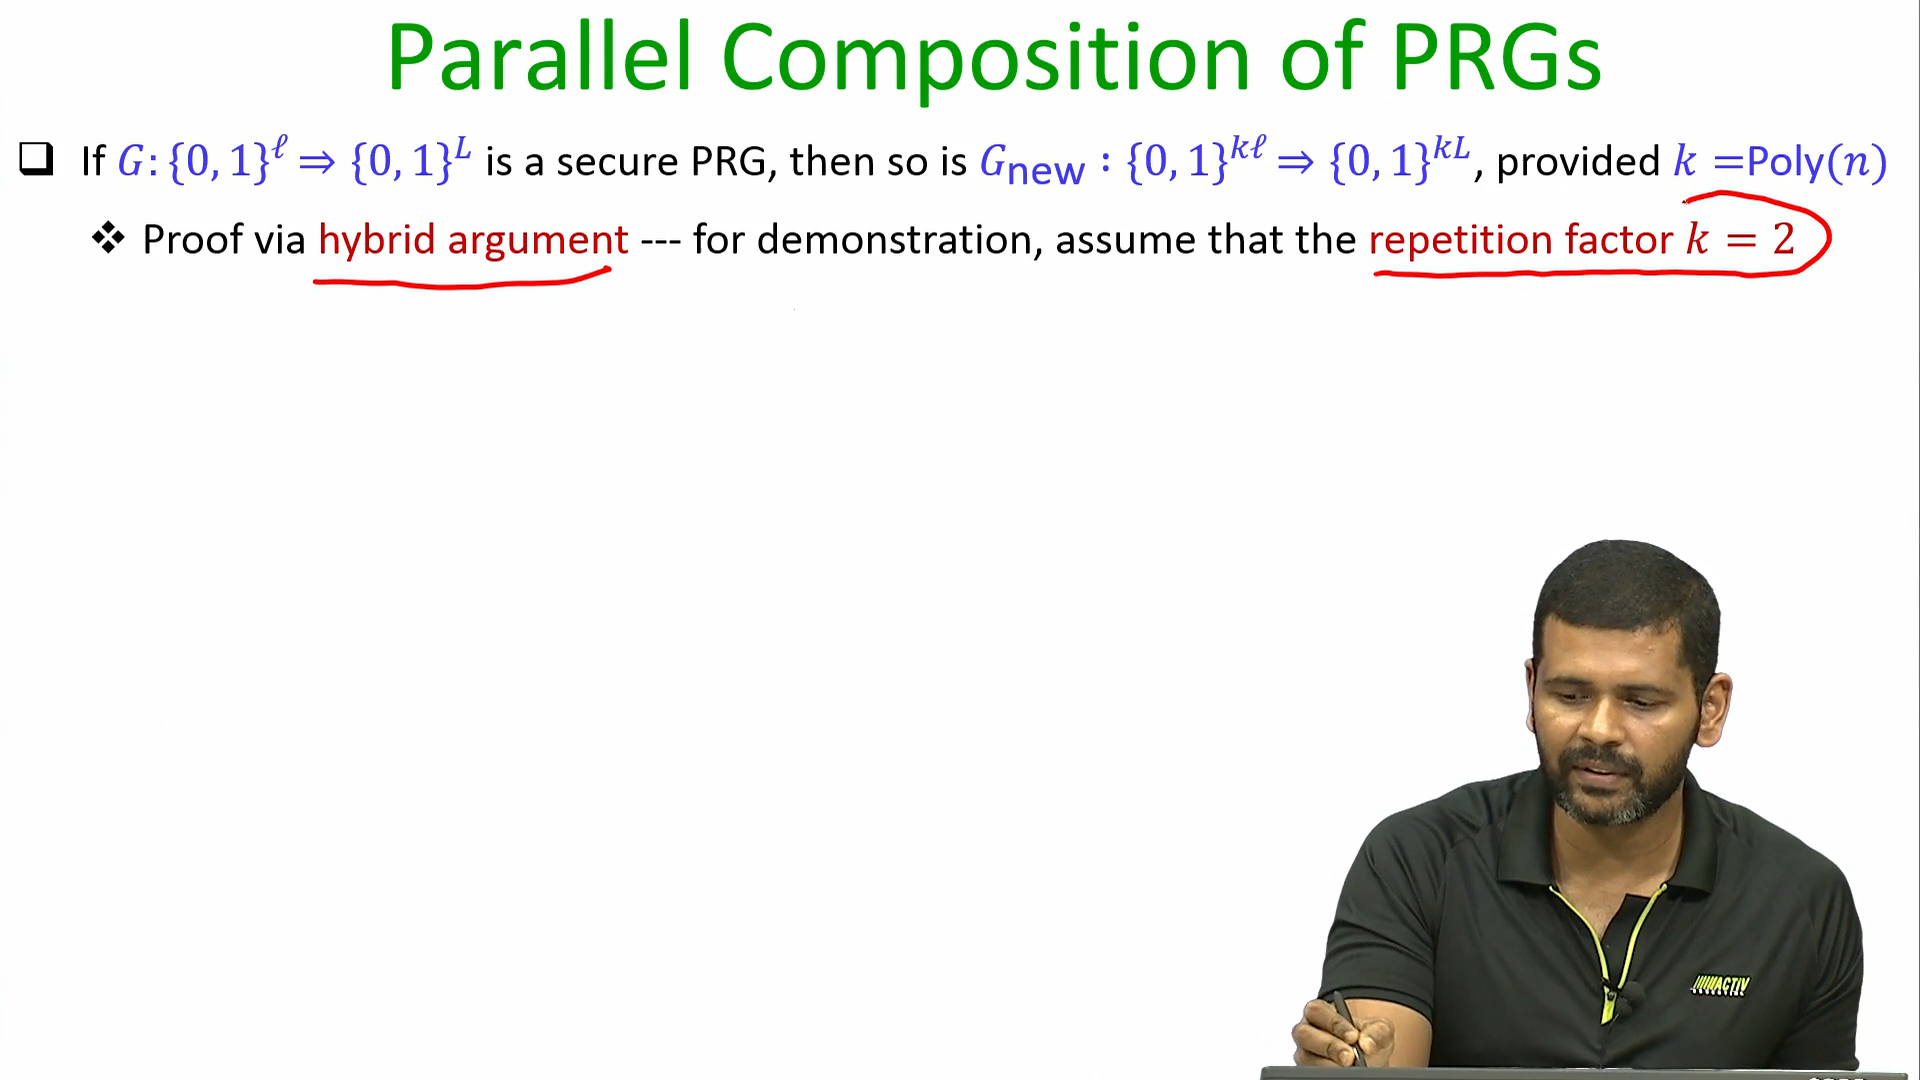 Parallel Composition of PRGs
If G: {0, 1}^ℓ ⇒ {0, 1}^L is a secure PRG, then so is G_new : {0, 1}^{kℓ} ⇒ {0, 1}^{kL}, provided k =Poly(n)
❖ Proof via hybrid argument --- for demonstration, assume that the repetition factor k = 2
ACTIV